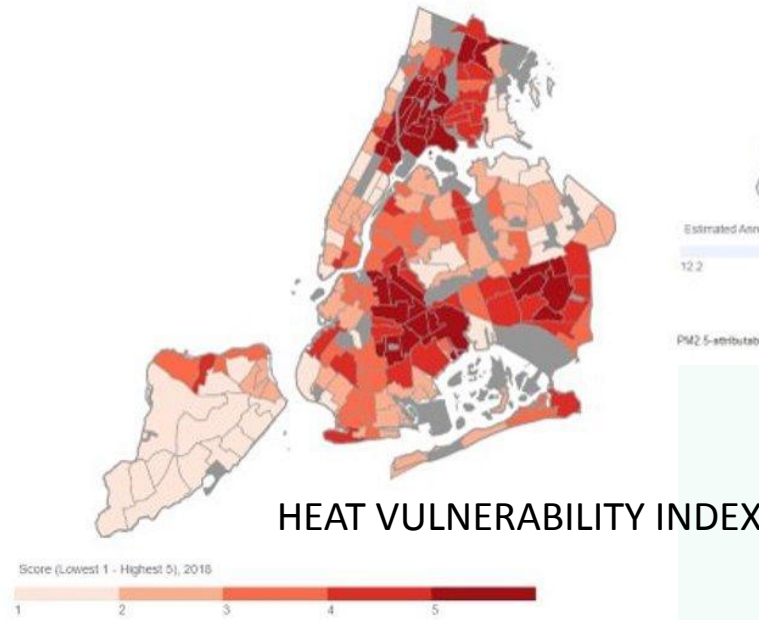 Estimated Ann
12.2
PM2.5-attributab
HEAT VULNERABILITY INDEX
Score (Lowest 1 - Highest 5), 2018
1 2 3 4 5